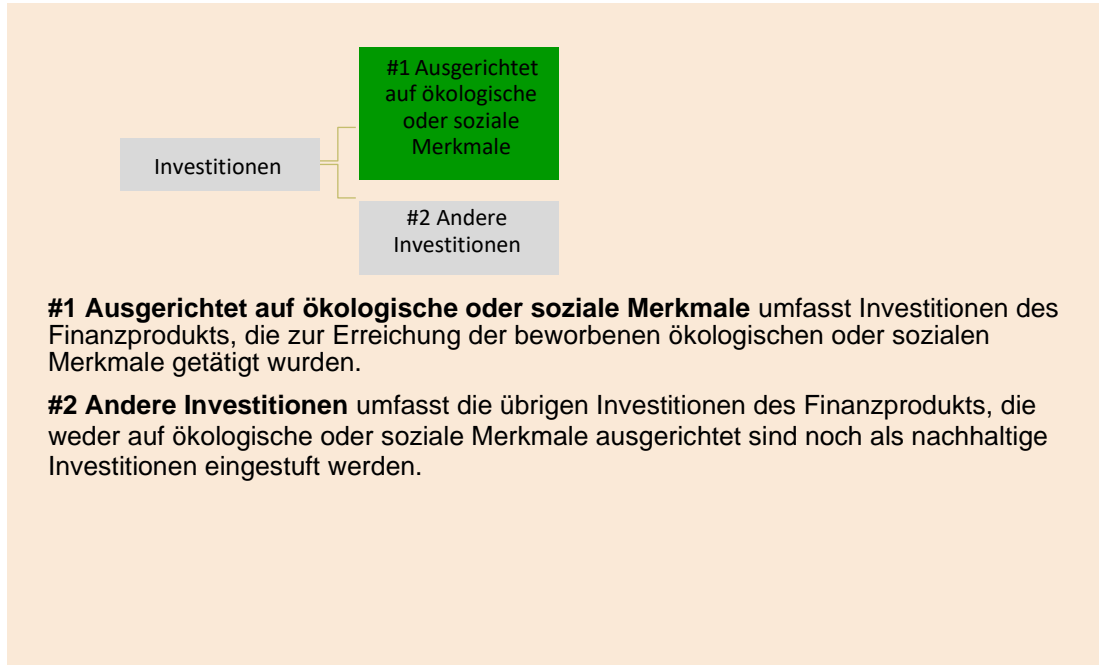 #1 Ausgerichtet
auf ökologische
oder soziale
Merkmale
Investitionen
#2 Andere
Investitionen
#1 Ausgerichtet auf ökologische oder soziale Merkmale umfasst Investitionen des
Finanzprodukts, die zur Erreichung der beworbenen ökologischen oder sozialen
Merkmale getätigt wurden.
#2 Andere Investitionen umfasst die übrigen Investitionen des Finanzprodukts, die
weder auf ökologische oder soziale Merkmale ausgerichtet sind noch als nachhaltige
Investitionen eingestuft werden.